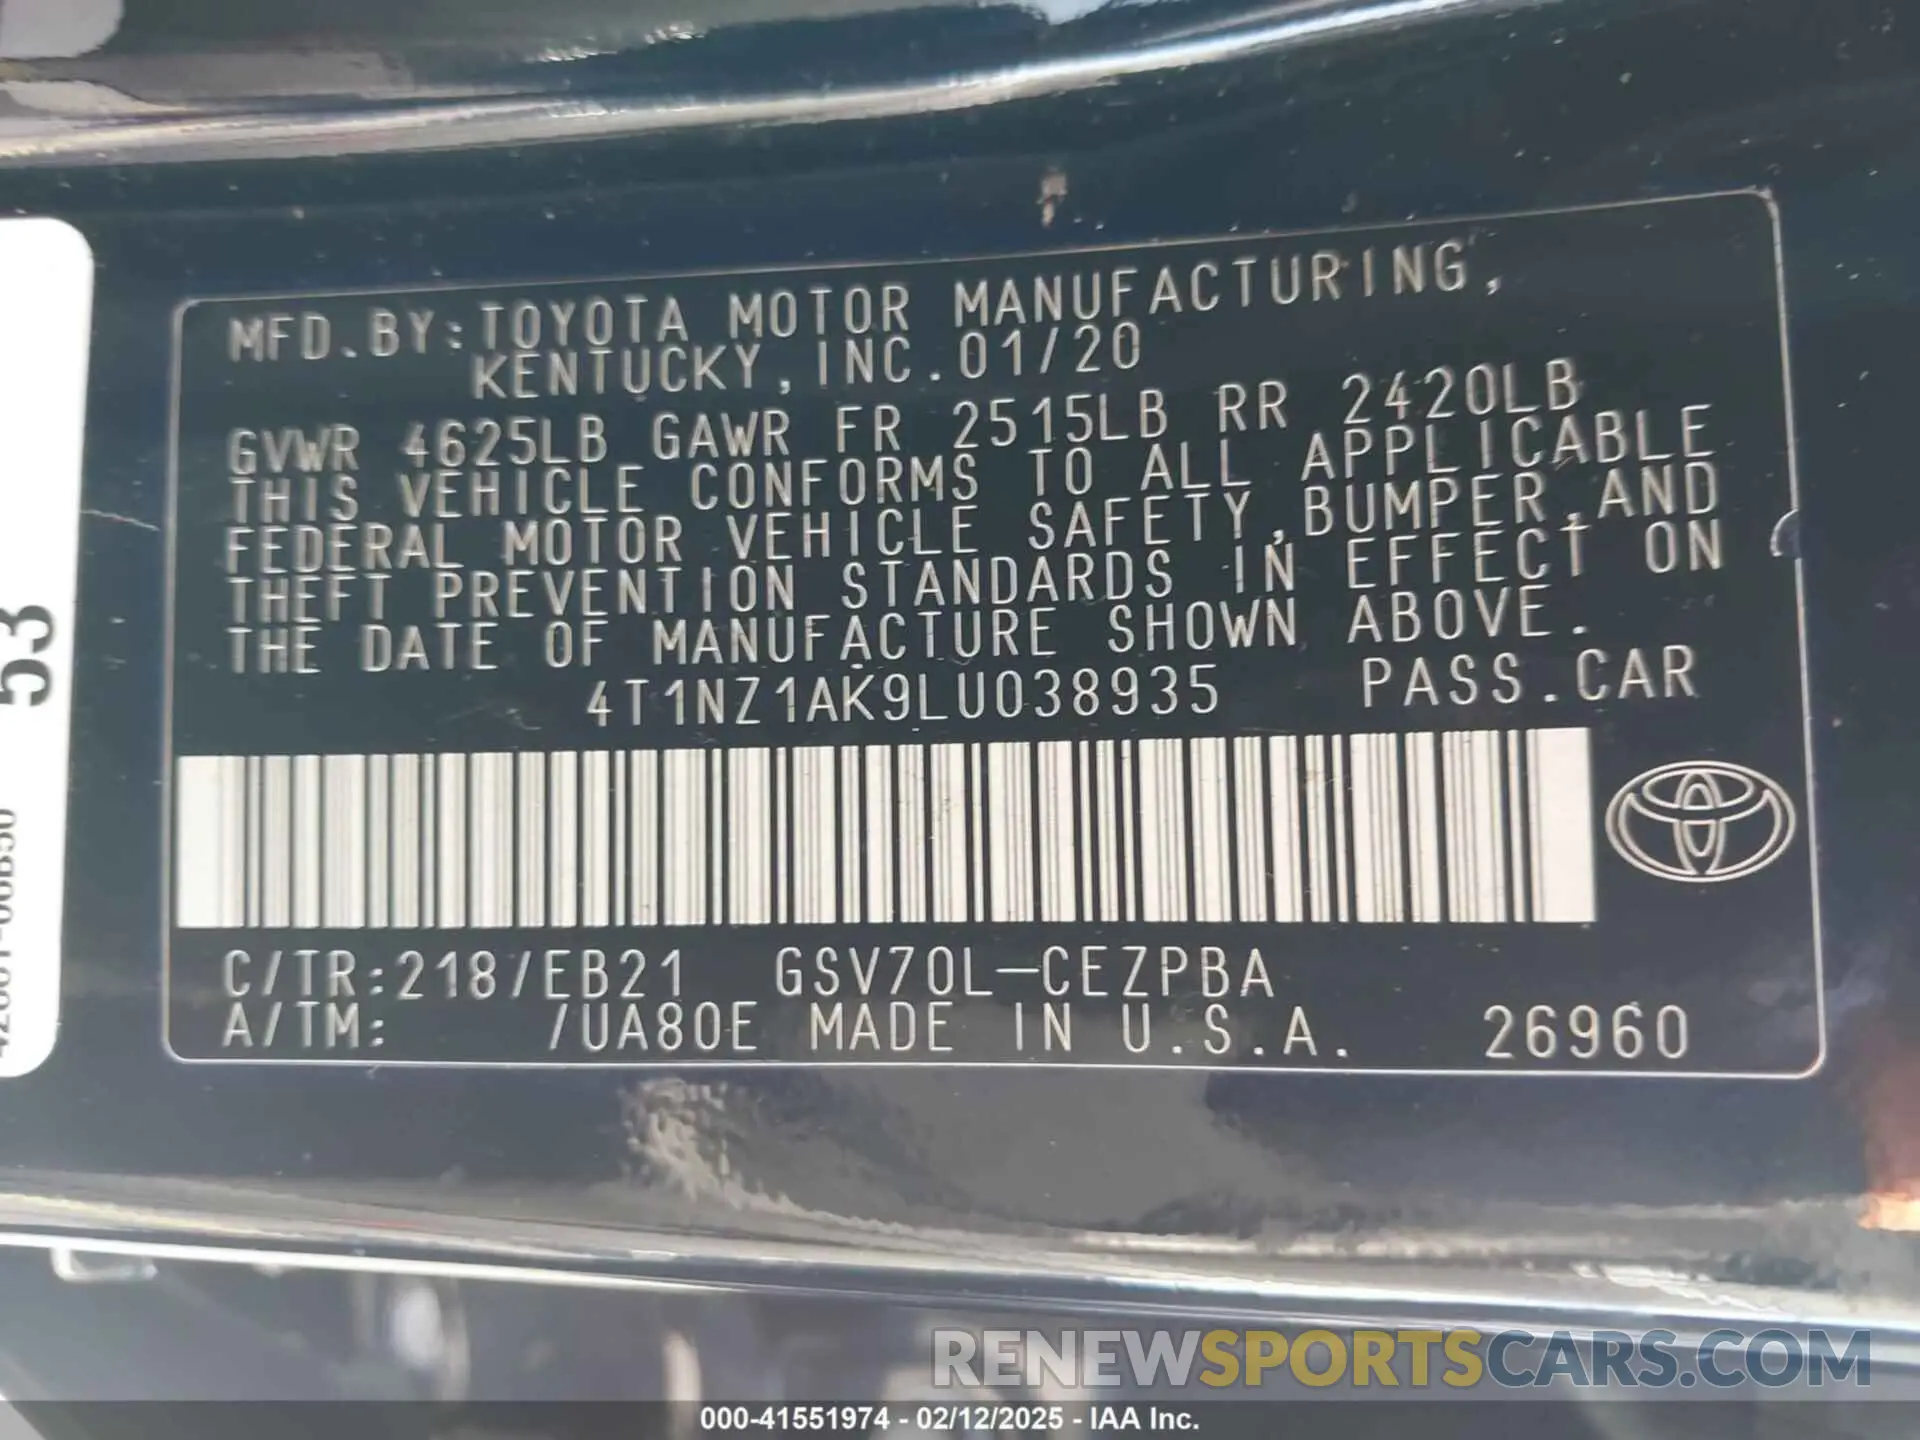 MFD.BY:TOYOTA MOTOR MANUFACTURING,
KENTUCKY,INC.01/20
GVWR 4625LB GAWR FR 2515LB RR 2420LB
THIS VEHICLE CONFORMS TO ALL APPLICABLE
FEDERAL MOTOR VEHICLE SAFETY,BUMPER,AND
THEFT PREVENTION STANDARDS IN EFFECT ON
THE DATE OF MANUFACTURE SHOWN ABOVE.
4T1NZ1AK9LU038935 PASS.CAR
C/TR:218/EB21 GSV70L-CEZPBA
A/TM: /UA80E MADE IN U.S.A. 26960
53
RENEWSPORTSCARS.COM
000-41551974 - 02/12/2025 - IAA Inc.